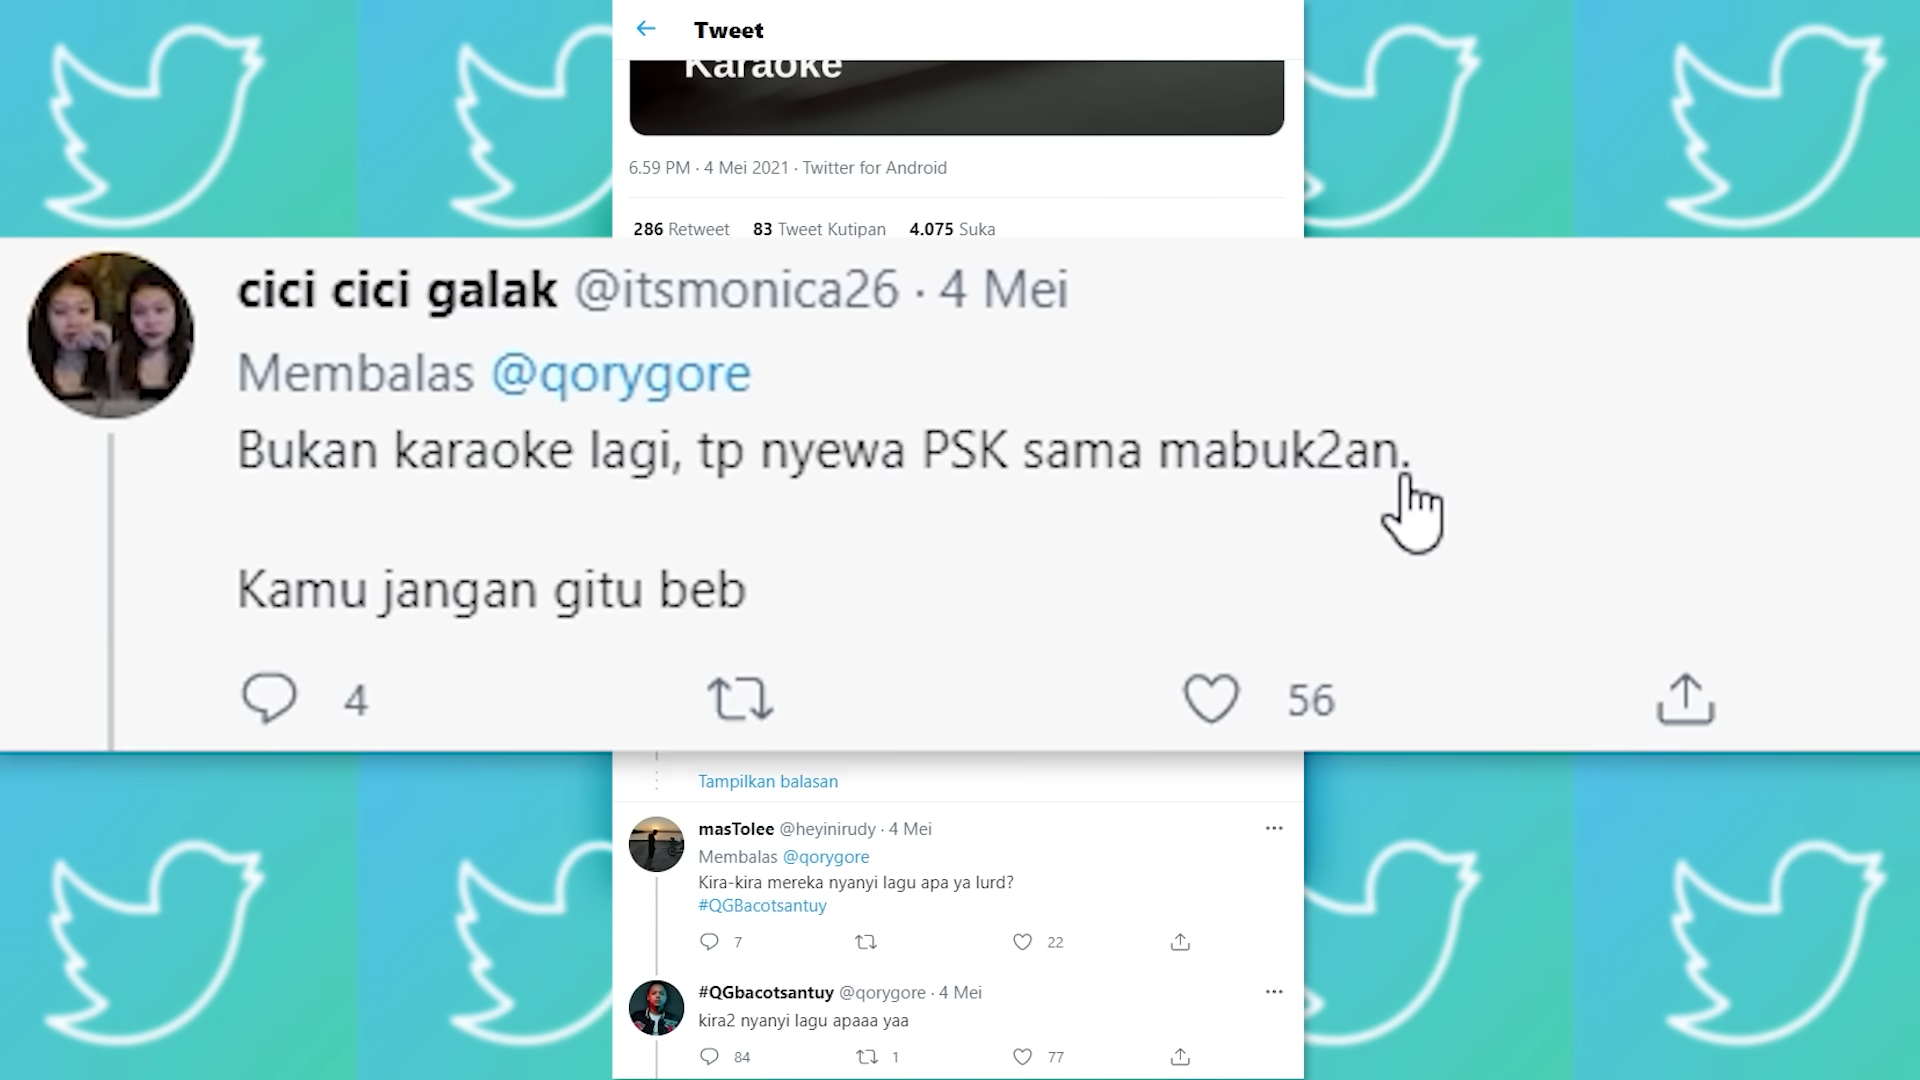 Tweet
Karaoke
6.59 PM · 4 Mei 2021 · Twitter for Android
286 Retweet 83 Tweet Kutipan 4.075 Suka
cici cici galak @itsmonica26 · 4 Mei
Membalas @qorygore
Bukan karaoke lagi, tp nyewa PSK sama mabuk2an.
Kamu jangan gitu beb
4 56
Tampilkan balasan
masTolee @heyinirudy · 4 Mei
Membalas @qorygore
Kira-kira mereka nyanyi lagu apa ya lurd?
#QGBacotsantuy
7 22
#QGbacotsantuy @qorygore · 4 Mei
kira2 nyanyi lagu apaaa yaa
84 1 77